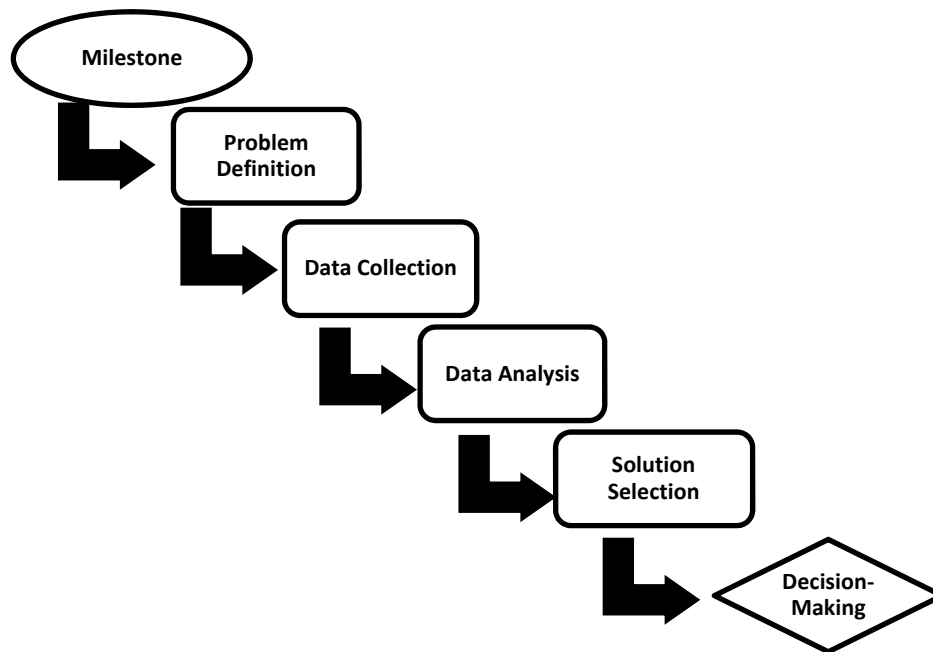 Milestone
Problem
Definition
Data Collection
Data Analysis
Solution
Selection
Decision-
Making